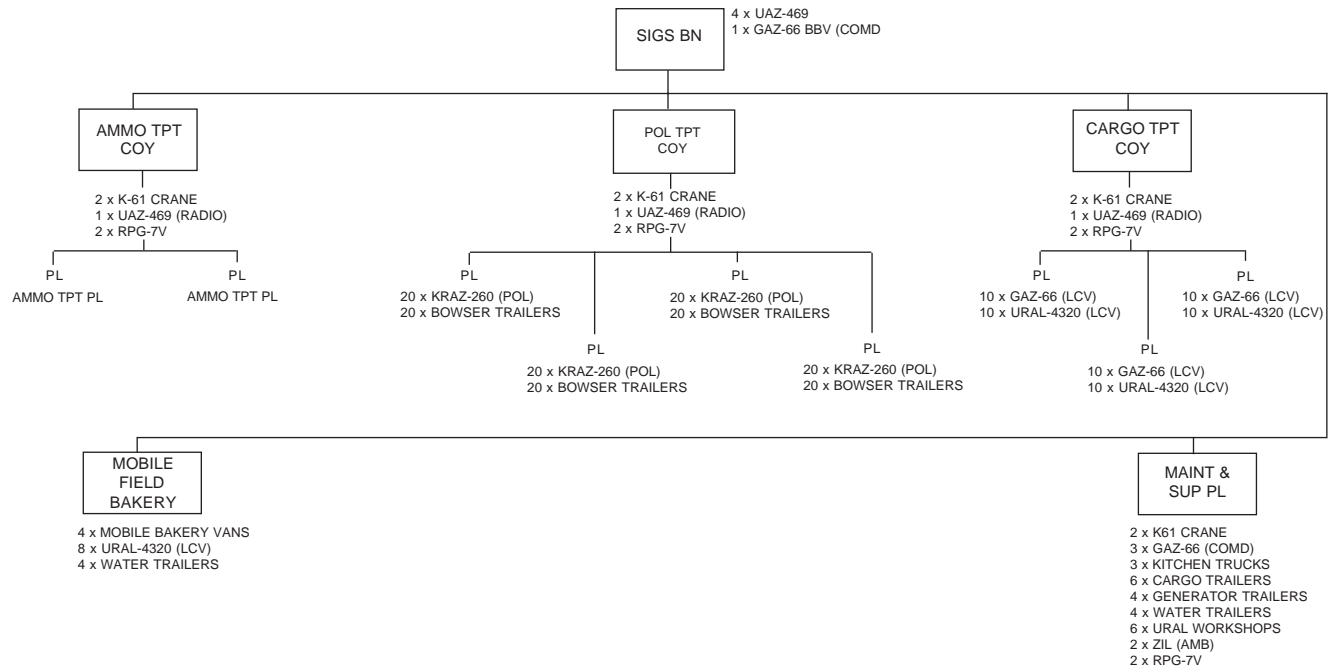 SIGS BN
4 x UAZ-469
1 x GAZ-66 BBV (COMD
AMMO TPT
COY
2 x K-61 CRANE
1 x UAZ-469 (RADIO)
2 x RPG-7V
PL
AMMO TPT PL
PL
AMMO TPT PL
POL TPT
COY
2 x K-61 CRANE
1 x UAZ-469 (RADIO)
2 x RPG-7V
PL
20 x KRAZ-260 (POL)
20 x BOWSER TRAILERS
PL
20 x KRAZ-260 (POL)
20 x BOWSER TRAILERS
PL
20 x KRAZ-260 (POL)
20 x BOWSER TRAILERS
PL
20 x KRAZ-260 (POL)
20 x BOWSER TRAILERS
CARGO TPT
COY
2 x K-61 CRANE
1 x UAZ-469 (RADIO)
2 x RPG-7V
PL
10 x GAZ-66 (LCV)
10 x URAL-4320 (LCV)
PL
10 x GAZ-66 (LCV)
10 x URAL-4320 (LCV)
PL
10 x GAZ-66 (LCV)
10 x URAL-4320 (LCV)
MOBILE
FIELD
BAKERY
4 x MOBILE BAKERY VANS
8 x URAL-4320 (LCV)
4 x WATER TRAILERS
MAINT &
SUP PL
2 x K61 CRANE
3 x GAZ-66 (COMD)
3 x KITCHEN TRUCKS
6 x CARGO TRAILERS
4 x GENERATOR TRAILERS
4 x WATER TRAILERS
6 x URAL WORKSHOPS
2 x ZIL (AMB)
2 x RPG-7V